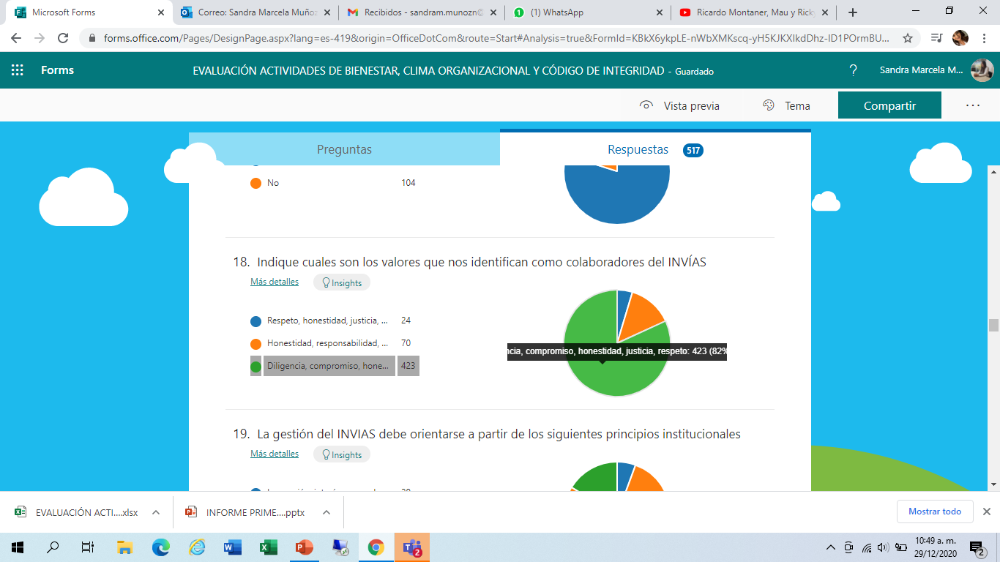 Microsoft Forms
Correo: Sandra Marcela Muñoz
Recibidos - sandram.munozn@
(1) WhatsApp
Ricardo Montaner, Mau y Ricky
forms.office.com/Pages/DesignPage.aspx?lang=es-419&origin=OfficeDotCom&route=Start#Analysis=true&FormId=KBkX6ykpLE-nWbXMKscq-yH5KJKXIkdDhz-ID1POrmBU...
Forms
EVALUACIÓN ACTIVIDADES DE BIENESTAR, CLIMA ORGANIZACIONAL Y CÓDIGO DE INTEGRIDAD - Guardado
?
Sandra Marcela M...
Vista previa
Tema
Compartir
...
Preguntas
Respuestas 517
No 104
18. Indique cuales son los valores que nos identifican como colaboradores del INVÍAS
Más detalles
Insights
Respeto, honestidad, justicia, ... 24
Honestidad, responsabilidad, ... 70
Diligencia, compromiso, hone... 423
ncia, compromiso, honestidad, justicia, respeto: 423 (82%
19. La gestión del INVIAS debe orientarse a partir de los siguientes principios institucionales
Más detalles
Insights
EVALUACIÓN ACTI....xlsx
INFORME PRIME....pptx
Mostrar todo
10:49 a. m.
29/12/2020
2
2